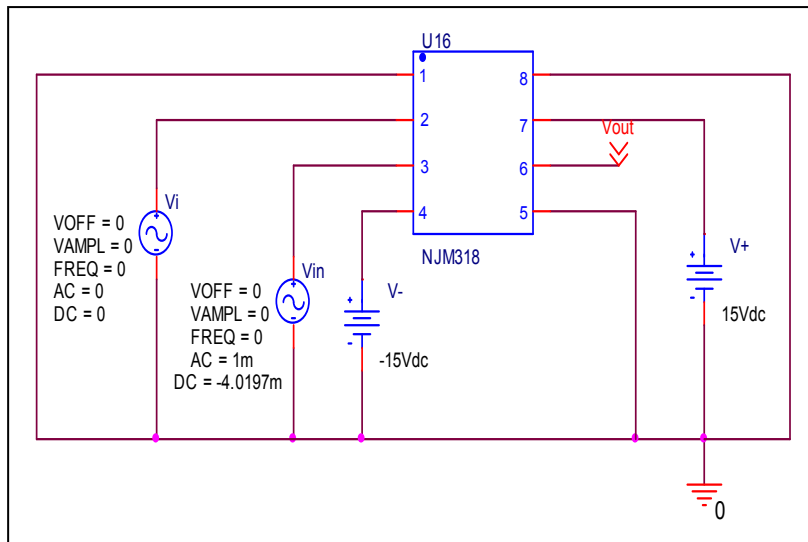 U16
1
8
2
7
Vout
3
6
4
5
NJM318
Vi
VOFF = 0
VAMPL = 0
FREQ = 0
AC = 0
DC = 0
Vin
VOFF = 0
VAMPL = 0
FREQ = 0
AC = 1m
DC = -4.0197m
V-
-15Vdc
V+
15Vdc
0